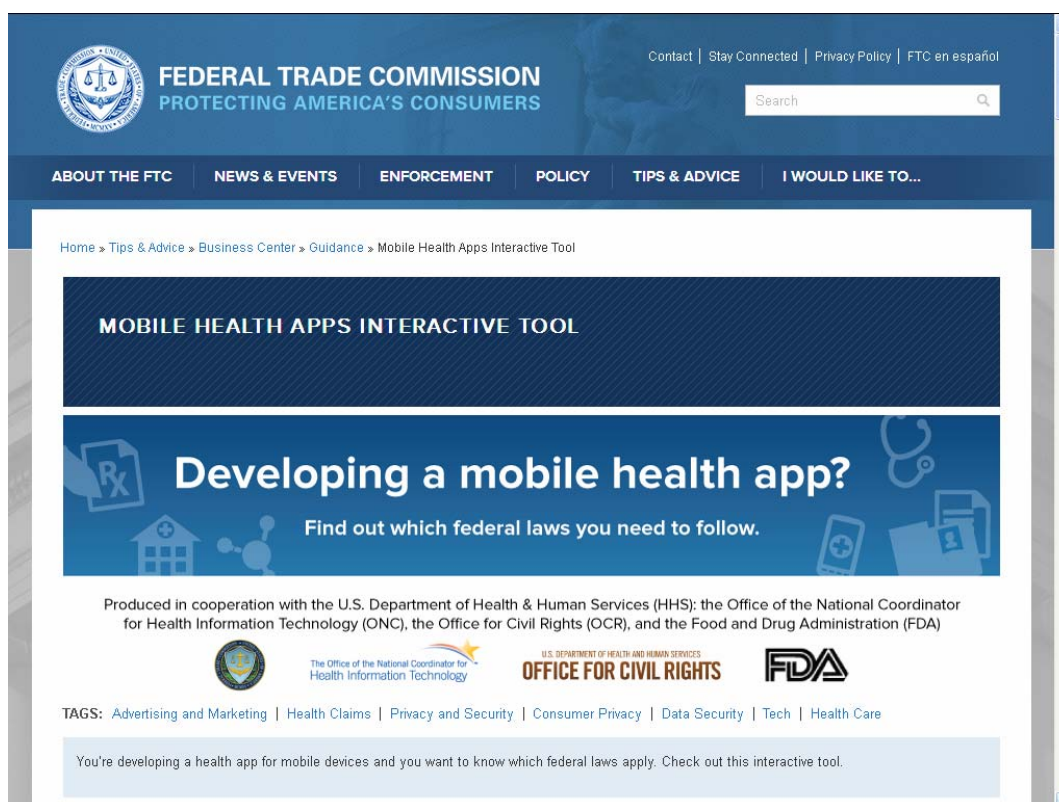 Contact | Stay Connected | Privacy Policy | FTC en español
FEDERAL TRADE COMMISSION
PROTECTING AMERICA'S CONSUMERS
Search
ABOUT THE FTC NEWS & EVENTS ENFORCEMENT POLICY TIPS & ADVICE I WOULD LIKE TO...
Home » Tips & Advice » Business Center » Guidance » Mobile Health Apps Interactive Tool
MOBILE HEALTH APPS INTERACTIVE TOOL
Rx
Developing a mobile health app?
Find out which federal laws you need to follow.
Produced in cooperation with the U.S. Department of Health & Human Services (HHS): the Office of the National Coordinator
for Health Information Technology (ONC), the Office for Civil Rights (OCR), and the Food and Drug Administration (FDA)
The Office of the National Coordinator for
Health Information Technology
U.S. DEPARTMENT OF HEALTH AND HUMAN SERVICES
OFFICE FOR CIVIL RIGHTS
FDA
TAGS: Advertising and Marketing | Health Claims | Privacy and Security | Consumer Privacy | Data Security | Tech | Health Care
You're developing a health app for mobile devices and you want to know which federal laws apply. Check out this interactive tool.